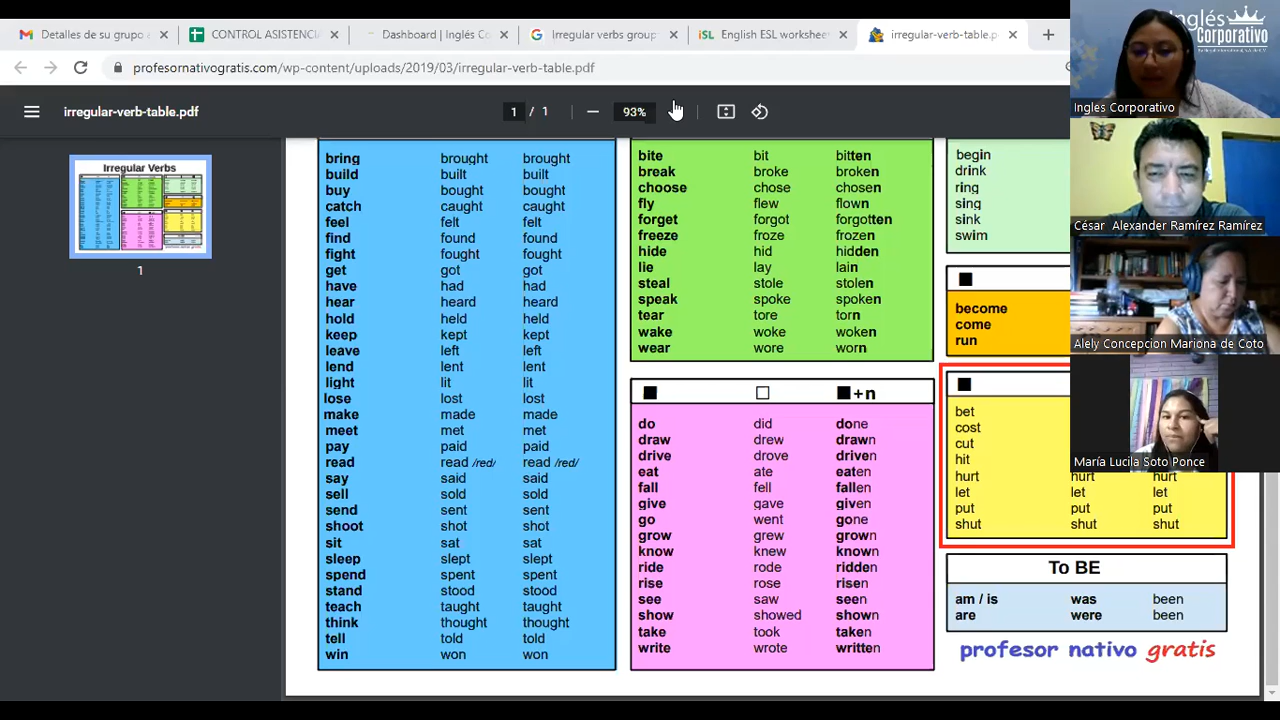 Detalles de su grupo
CONTROL ASISTENCI
Dashboard | Inglés Co
Irregular verbs group
iSL English ESL worksheet
irregular-verb-table.p
Inglés
Corporativo
profesornativogratis.com/wp-content/uploads/2019/03/irregular-verb-table.pdf
irregular-verb-table.pdf
1 / 1
93%
Ingles Corporativo
César Alexander Ramírez Ramírez
Alely Concepcion Mariona de Coto
María Lucila Soto Ponce
Irregular Verbs
1
bring brought brought
build built built
buy bought bought
catch caught caught
feel felt felt
find found found
fight fought fought
get got got
have had had
hear heard heard
hold held held
keep kept kept
leave left left
lend lent lent
light lit lit
lose lost lost
make made made
meet met met
pay paid paid
read read /red/ read /red/
say said said
sell sold sold
send sent sent
shoot shot shot
sit sat sat
sleep slept slept
spend spent spent
stand stood stood
teach taught taught
think thought thought
tell told told
win won won
bite bit bitten
break broke broken
choose chose chosen
fly flew flown
forget forgot forgotten
freeze froze frozen
hide hid hidden
lie lay lain
steal stole stolen
speak spoke spoken
tear tore torn
wake woke woken
wear wore worn
■ □ ■+n
do did done
draw drew drawn
drive drove driven
eat ate eaten
fall fell fallen
give gave given
go went gone
grow grew grown
know knew known
ride rode ridden
rise rose risen
see saw seen
show showed shown
take took taken
write wrote written
begin
drink
ring
sing
sink
swim
■
become
come
run
■
bet
cost
cut
hit
hurt hurt hurt
let let let
put put put
shut shut shut
To BE
am / is was been
are were been
profesor nativo gratis